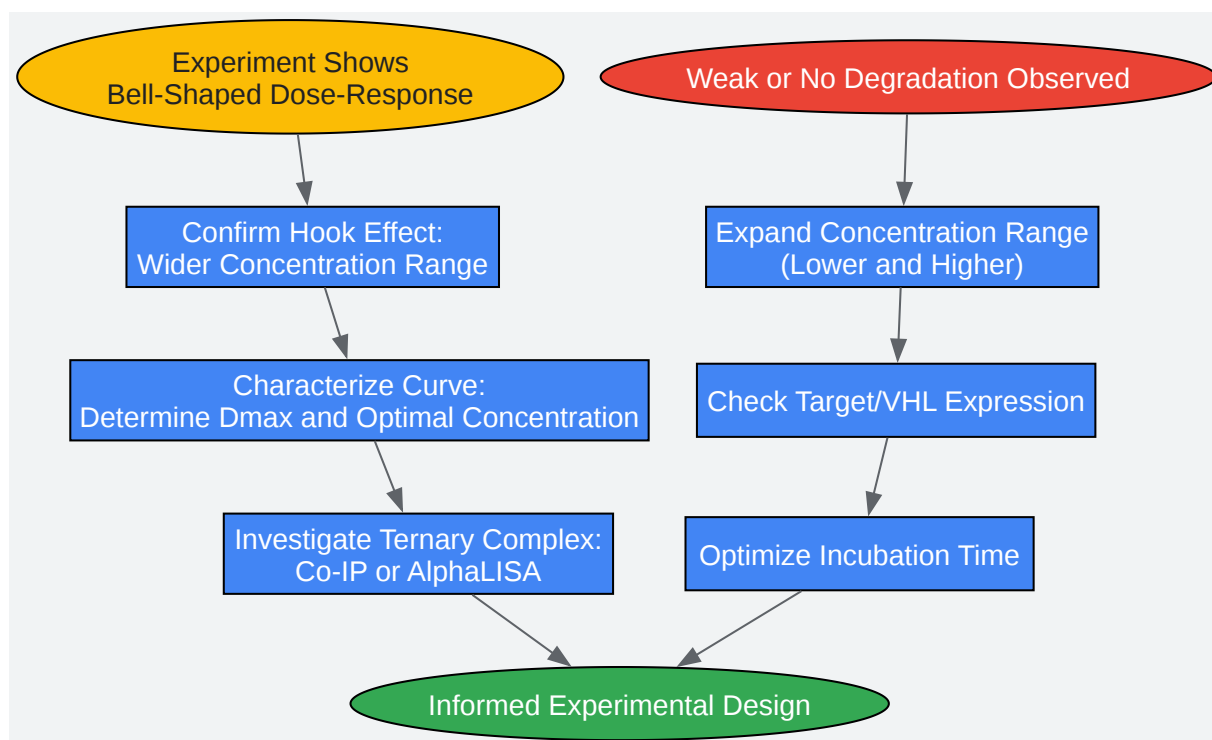 Experiment Shows
Bell-Shaped Dose-Response
Weak or No Degradation Observed
Confirm Hook Effect:
Wider Concentration Range
Expand Concentration Range
(Lower and Higher)
Characterize Curve:
Determine Dmax and Optimal Concentration
Check Target/VHL Expression
Investigate Ternary Complex:
Co-IP or AlphaLISA
Optimize Incubation Time
Informed Experimental Design